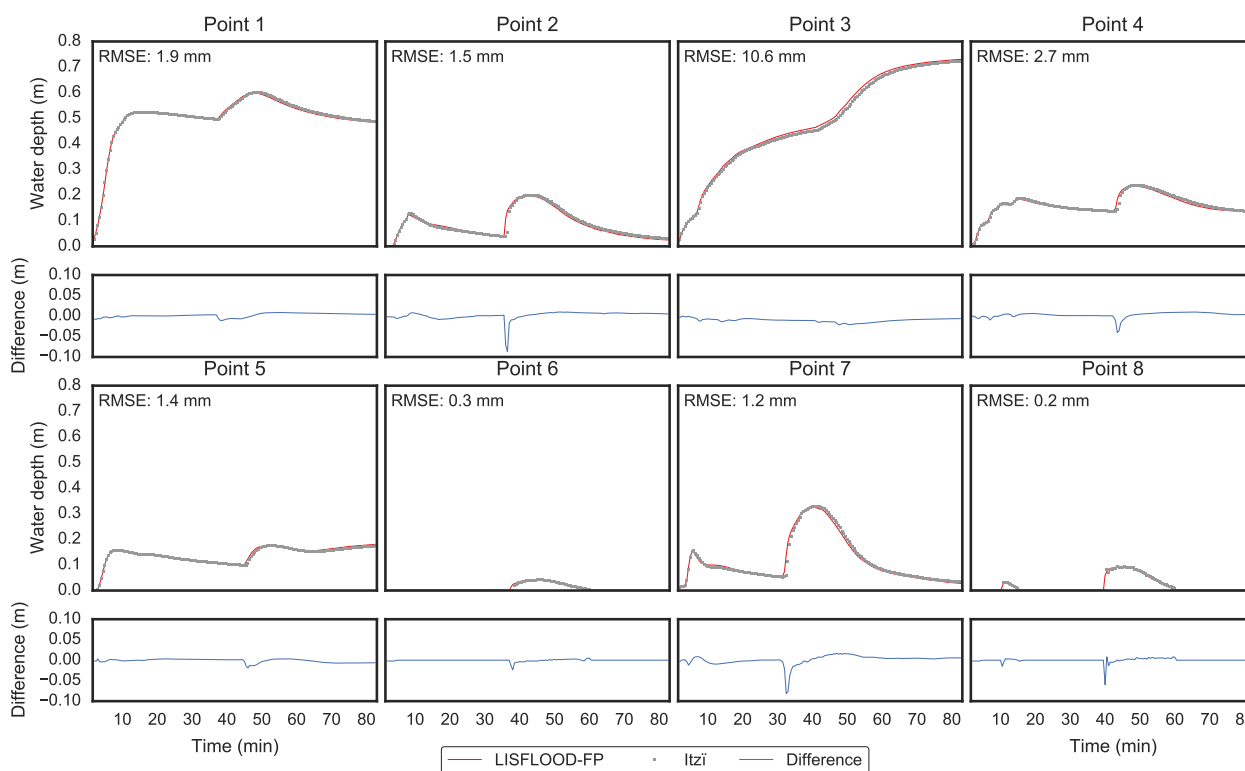 Point 1 Point 2 Point 3 Point 4
RMSE: 1.9 mm RMSE: 1.5 mm RMSE: 10.6 mm RMSE: 2.7 mm
Water depth (m)
0.8
0.7
0.6
0.5
0.4
0.3
0.2
0.1
0.0
Difference (m)
0.10
0.05
0.00
−0.05
−0.10
Point 5 Point 6 Point 7 Point 8
RMSE: 1.4 mm RMSE: 0.3 mm RMSE: 1.2 mm RMSE: 0.2 mm
Water depth (m)
0.8
0.7
0.6
0.5
0.4
0.3
0.2
0.1
0.0
Difference (m)
0.10
0.05
0.00
−0.05
−0.10
10 20 30 40 50 60 70 80 10 20 30 40 50 60 70 80 10 20 30 40 50 60 70 80 10 20 30 40 50 60 70 8
Time (min) Time (min)
LISFLOOD-FP Itzï Difference